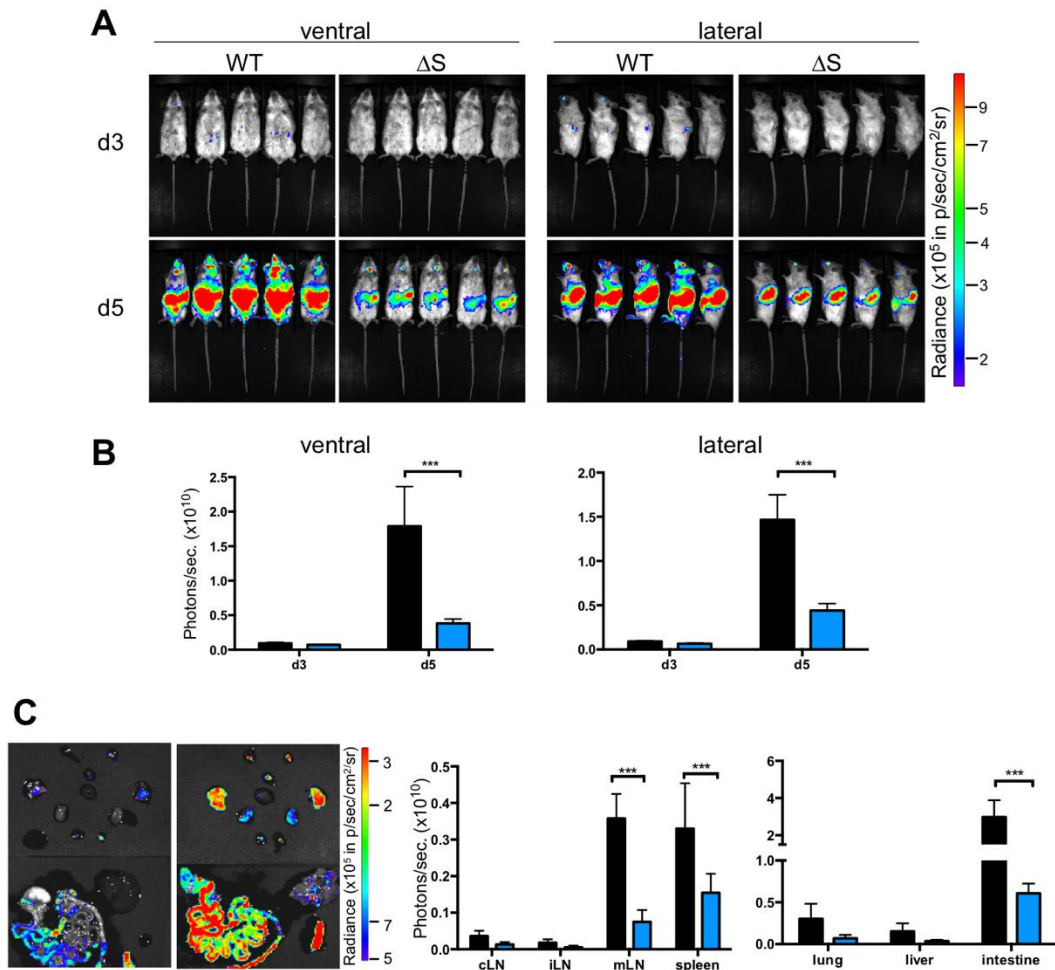 A
ventral
lateral
WT
ΔS
WT
ΔS
d3
d5
9
7
5
4
3
2
Radiance (x10⁵ in p/sec/cm²/sr)
B
ventral
lateral
Photons/sec. (x10¹⁰)
2.5
2.0
1.5
1.0
0.5
0.0
***
d3
d5
2.0
1.5
1.0
0.5
0.0
***
d3
d5
C
3
2
7
5
Radiance (x10⁵ in p/sec/cm²/sr)
Photons/sec. (x10¹⁰)
0.5
0.4
0.3
0.2
0.1
0.0
***
***
cLN
iLN
mLN
spleen
6
4
2
0.5
0.0
***
lung
liver
intestine